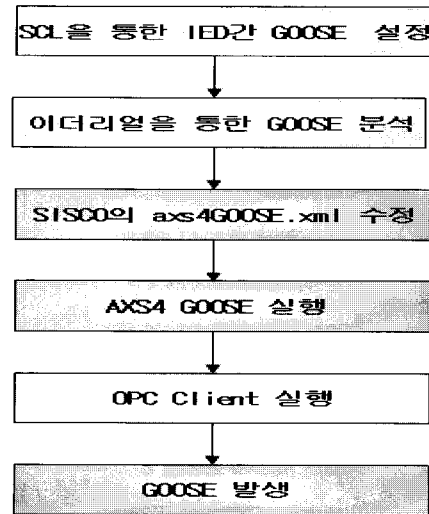 SCL을 통한 IED간 GOOSE 설정
이더리얼을 통한 GOOSE 분석
SISCO의 axs4GOOSE.xml 수정
AXS4 GOOSE 실행
OPC Client 실행
GOOSE 발생